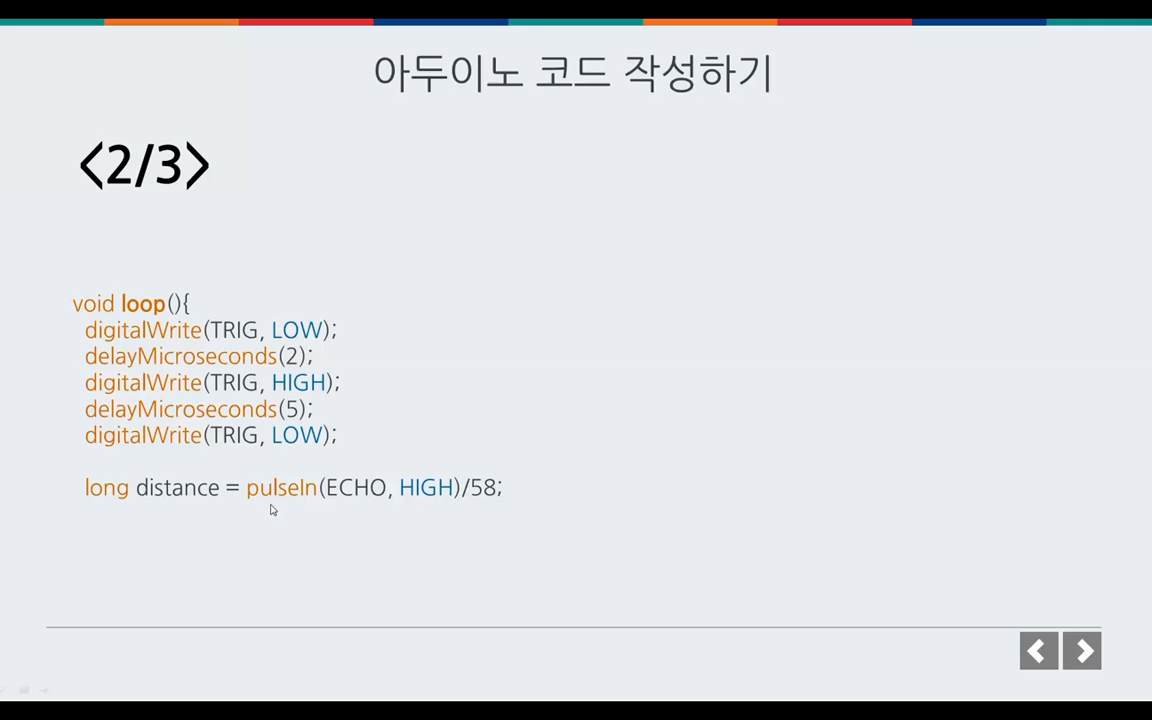 아두이노 코드 작성하기
<2/3>
void loop(){
digitalWrite(TRIG, LOW);
delayMicroseconds(2);
digitalWrite(TRIG, HIGH);
delayMicroseconds(5);
digitalWrite(TRIG, LOW);
long distance = pulseIn(ECHO, HIGH)/58;